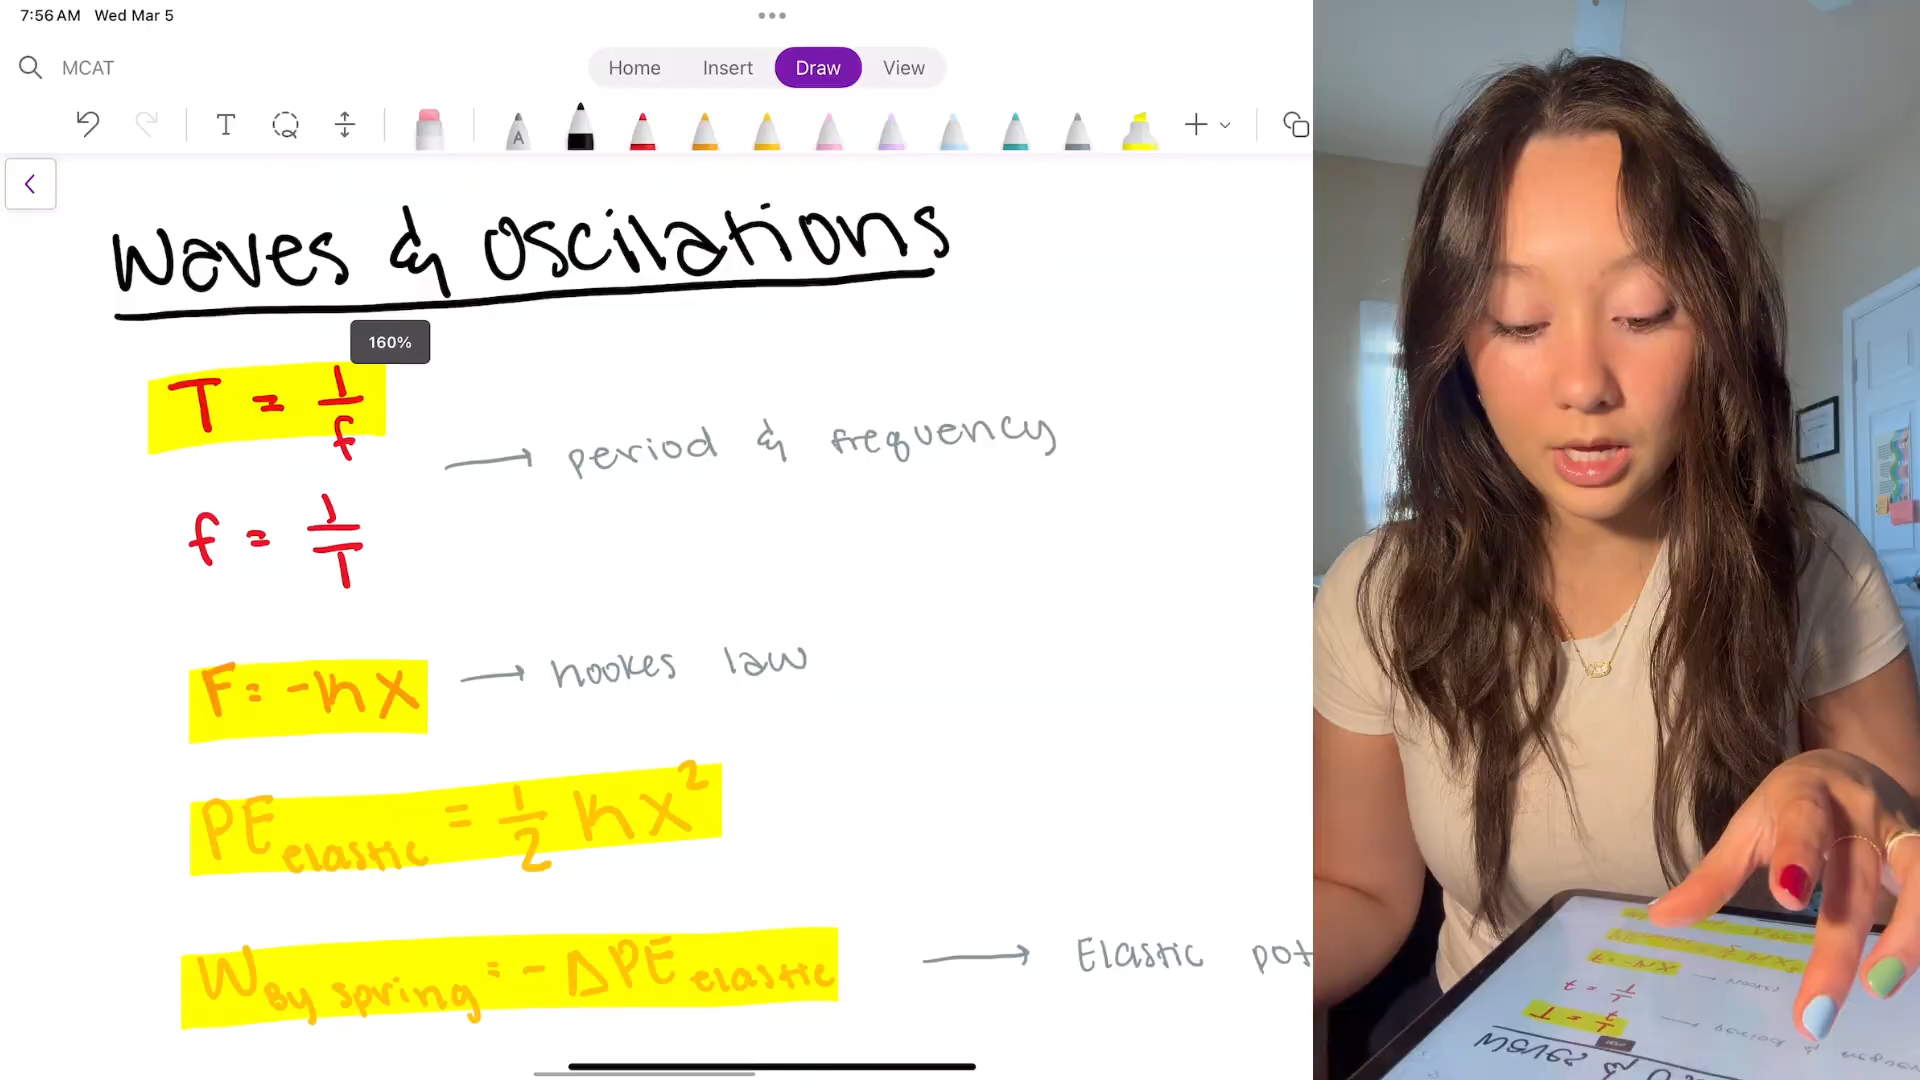 7:56 AM Wed Mar 5
MCAT
Home Insert Draw View
T
A
Waves & Oscilations
160%
T = 1/f
→ period & frequency
f = 1/T
F = -kx → hookes law
PE elastic = 1/2 kx²
W By spring = - ΔPE elastic → Elastic pot